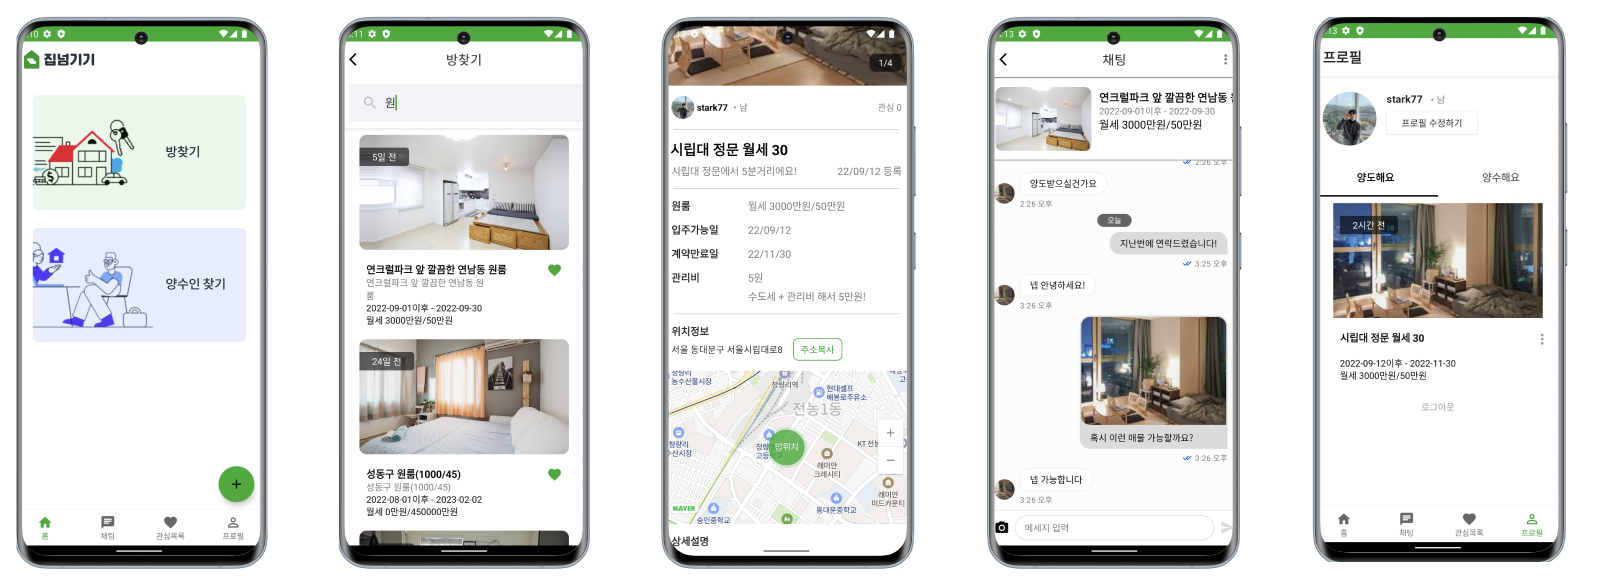 :10
집넘기기
방찾기
양수인 찾기
+
홈
채팅
관심목록
프로필
:11
방찾기
원
5일 전
연크럴파크 앞 깔끔한 연남동 원룸
연크럴파크 앞 깔끔한 연남동 원
룸
2022-09-01이후 - 2022-09-30
월세 3000만원/50만원
24일 전
성동구 원룸(1000/45)
성동구 원룸(1000/45)
2022-08-01이후 - 2023-02-02
월세 0만원/450000만원
1/4
stark77 • 남
관심 0
시립대 정문 월세 30
시립대 정문에서 5분거리에요!
22/09/12 등록
원룸
월세 3000만원/50만원
입주가능일
22/09/12
계약만료일
22/11/30
관리비
5원
수도세 + 관리비 해서 5만원!
위치정보
서울 동대문구 서울시립대로8
주소복사
청량리
농수산물시장
청량리역
현대셀프
배봉로주유소
전농1동
방위치
KT 전농
래미안
크레시티
래미안
미드카운티
동대문중학교
숭인중학교
NAVER
+
−
상세설명
:13
채팅
연크럴파크 앞 깔끔한 연남동
2022-09-01이후 - 2022-09-30
월세 3000만원/50만원
2:26 오후
양도받으실건가요
2:26 오후
오늘
지난번에 연락드렸습니다!
3:25 오후
넵 안녕하세요!
3:26 오후
혹시 이런 매물 가능할까요?
3:26 오후
넵 가능합니다
3:26 오후
메세지 입력
:13
프로필
stark77 • 남
프로필 수정하기
양도해요
양수해요
2시간 전
시립대 정문 월세 30
2022-09-12이후 - 2022-11-30
월세 3000만원/50만원
로그아웃
홈
채팅
관심목록
프로필